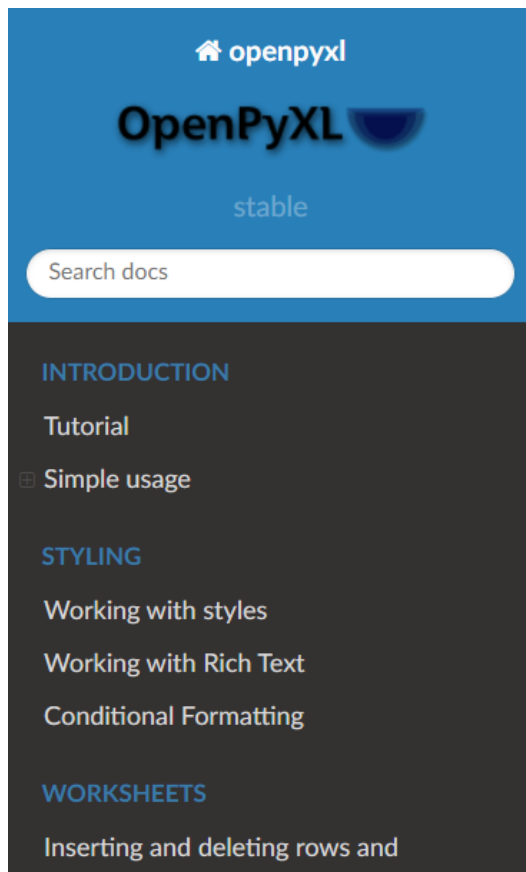 openpyxl
OpenPyXL
stable
Search docs
INTRODUCTION
Tutorial
Simple usage
STYLING
Working with styles
Working with Rich Text
Conditional Formatting
WORKSHEETS
Inserting and deleting rows and